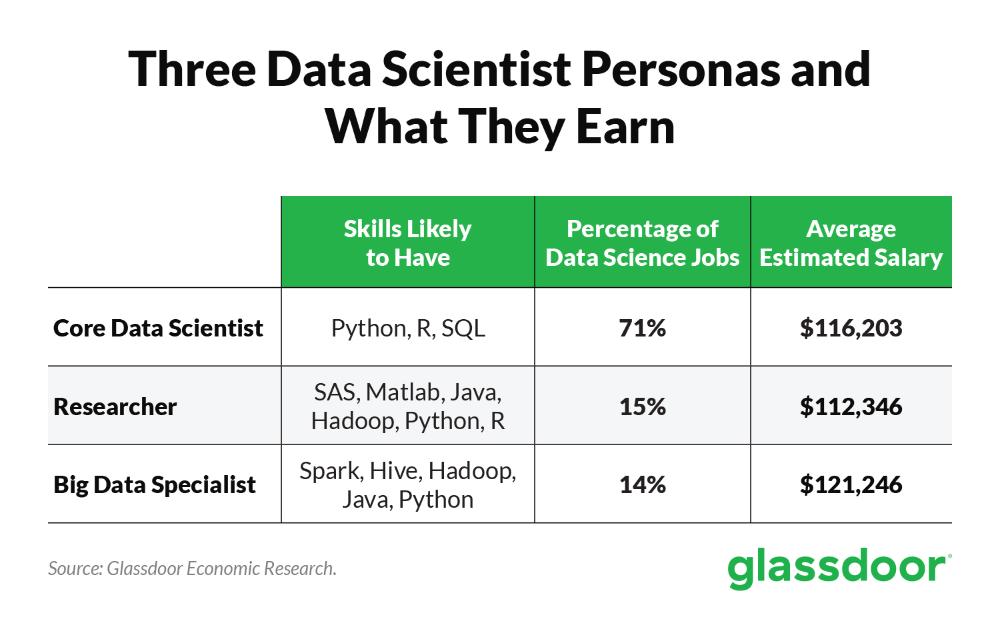 Three Data Scientist Personas and
What They Earn
Skills Likely
to Have
Percentage of
Data Science Jobs
Average
Estimated Salary
Core Data Scientist
Python, R, SQL
71%
$116,203
Researcher
SAS, Matlab, Java,
Hadoop, Python, R
15%
$112,346
Big Data Specialist
Spark, Hive, Hadoop,
Java, Python
14%
$121,246
Source: Glassdoor Economic Research.
glassdoor®